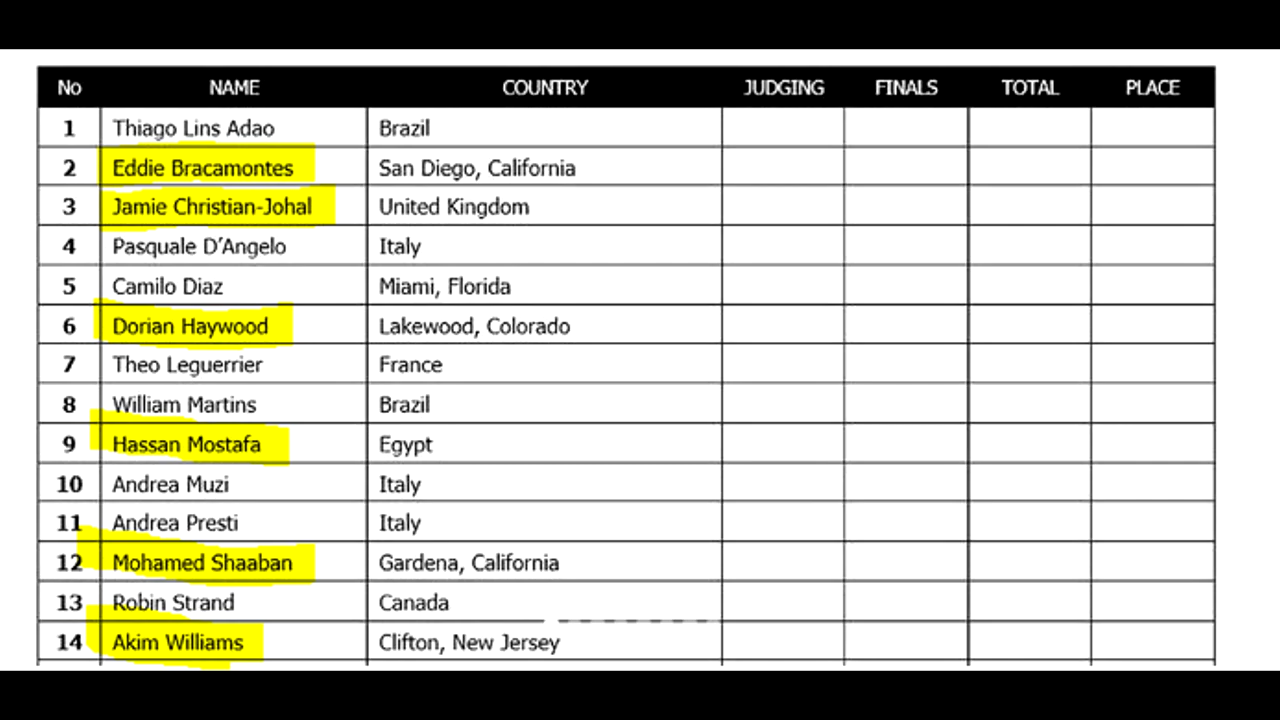 No NAME COUNTRY JUDGING FINALS TOTAL PLACE
1 Thiago Lins Adao Brazil
2 Eddie Bracamontes San Diego, California
3 Jamie Christian-Johal United Kingdom
4 Pasquale D’Angelo Italy
5 Camilo Diaz Miami, Florida
6 Dorian Haywood Lakewood, Colorado
7 Theo Leguerrier France
8 William Martins Brazil
9 Hassan Mostafa Egypt
10 Andrea Muzi Italy
11 Andrea Presti Italy
12 Mohamed Shaaban Gardena, California
13 Robin Strand Canada
14 Akim Williams Clifton, New Jersey